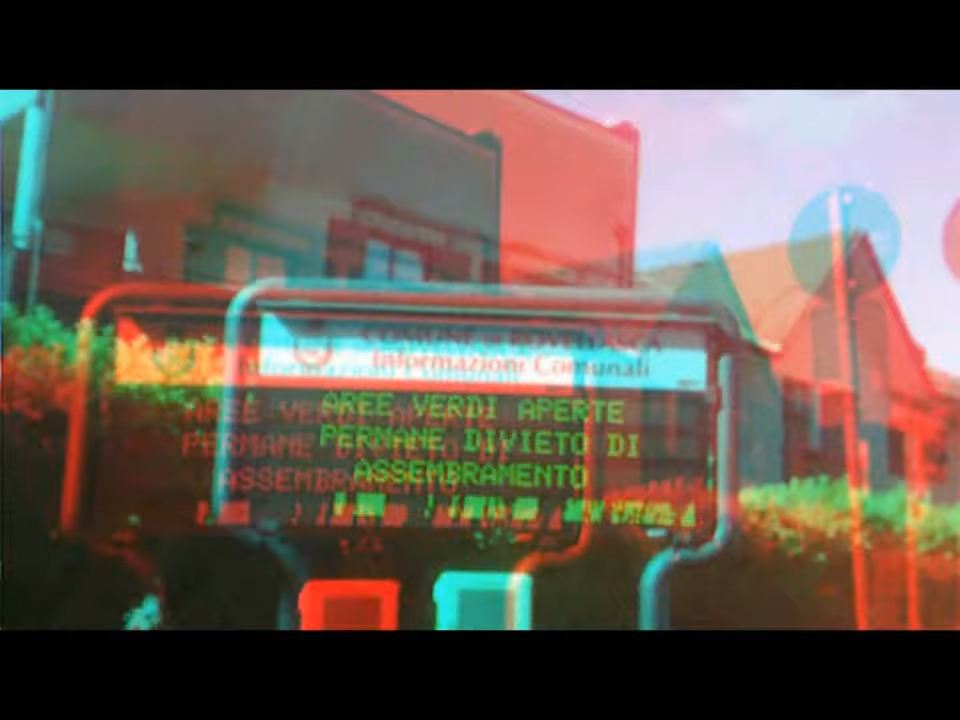 Informazioni Comunali
AREE VERDI APERTE
PERMANE DIVIETO DI
ASSEMBRAMENTO